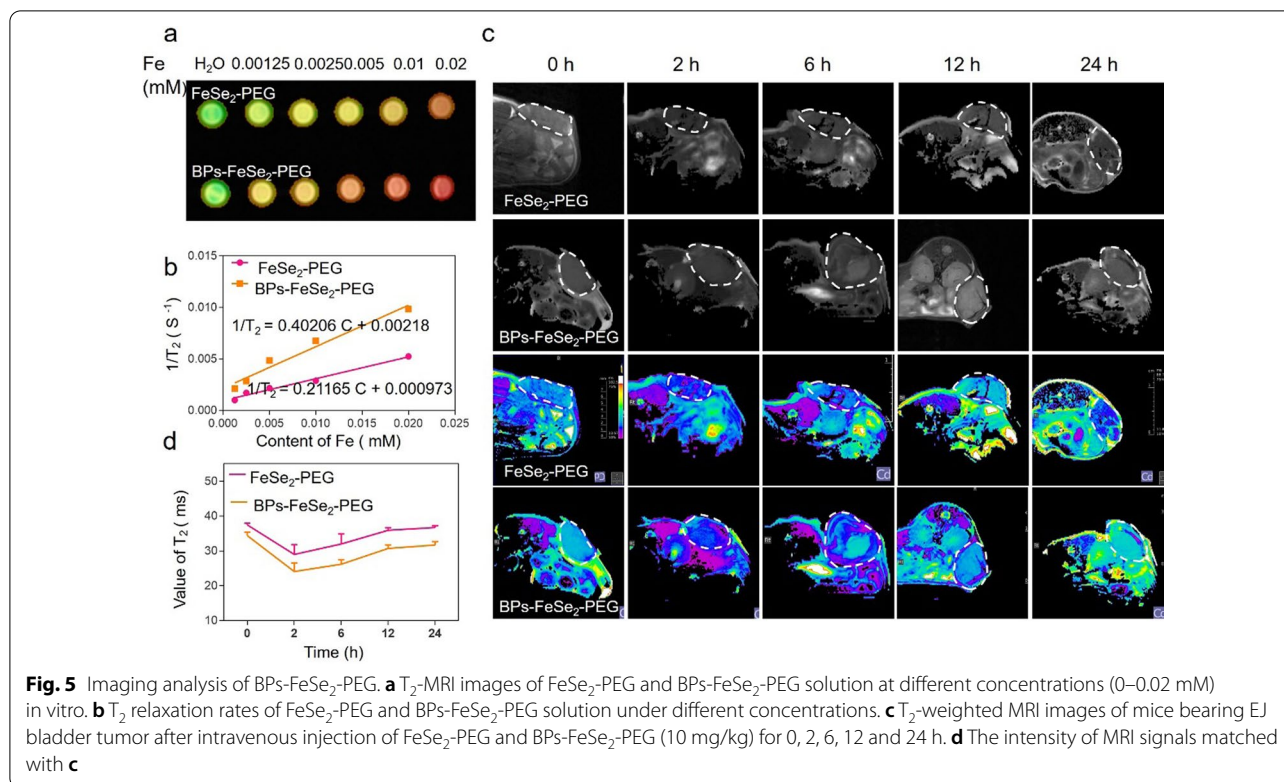 a
Fe
(mM)
H₂O 0.00125 0.00250.005 0.01 0.02
FeSe₂-PEG
BPs-FeSe₂-PEG
b
0.015
0.010
0.005
0.000
1/T₂ ( S⁻¹)
FeSe₂-PEG
BPs-FeSe₂-PEG
1/T₂ = 0.40206 C + 0.00218
1/T₂ = 0.21165 C + 0.000973
0.000 0.005 0.010 0.015 0.020 0.025
Content of Fe ( mM)
d
50
40
30
20
10
Value of T₂ ( ms)
FeSe₂-PEG
BPs-FeSe₂-PEG
0 2 6 12 24
Time (h)
c
0 h 2 h 6 h 12 h 24 h
FeSe₂-PEG
BPs-FeSe₂-PEG
FeSe₂-PEG
Cd
Cd
BPs-FeSe₂-PEG
Fig. 5 Imaging analysis of BPs-FeSe₂-PEG. a T₂-MRI images of FeSe₂-PEG and BPs-FeSe₂-PEG solution at different concentrations (0–0.02 mM)
in vitro. b T₂ relaxation rates of FeSe₂-PEG and BPs-FeSe₂-PEG solution under different concentrations. c T₂-weighted MRI images of mice bearing EJ
bladder tumor after intravenous injection of FeSe₂-PEG and BPs-FeSe₂-PEG (10 mg/kg) for 0, 2, 6, 12 and 24 h. d The intensity of MRI signals matched
with c